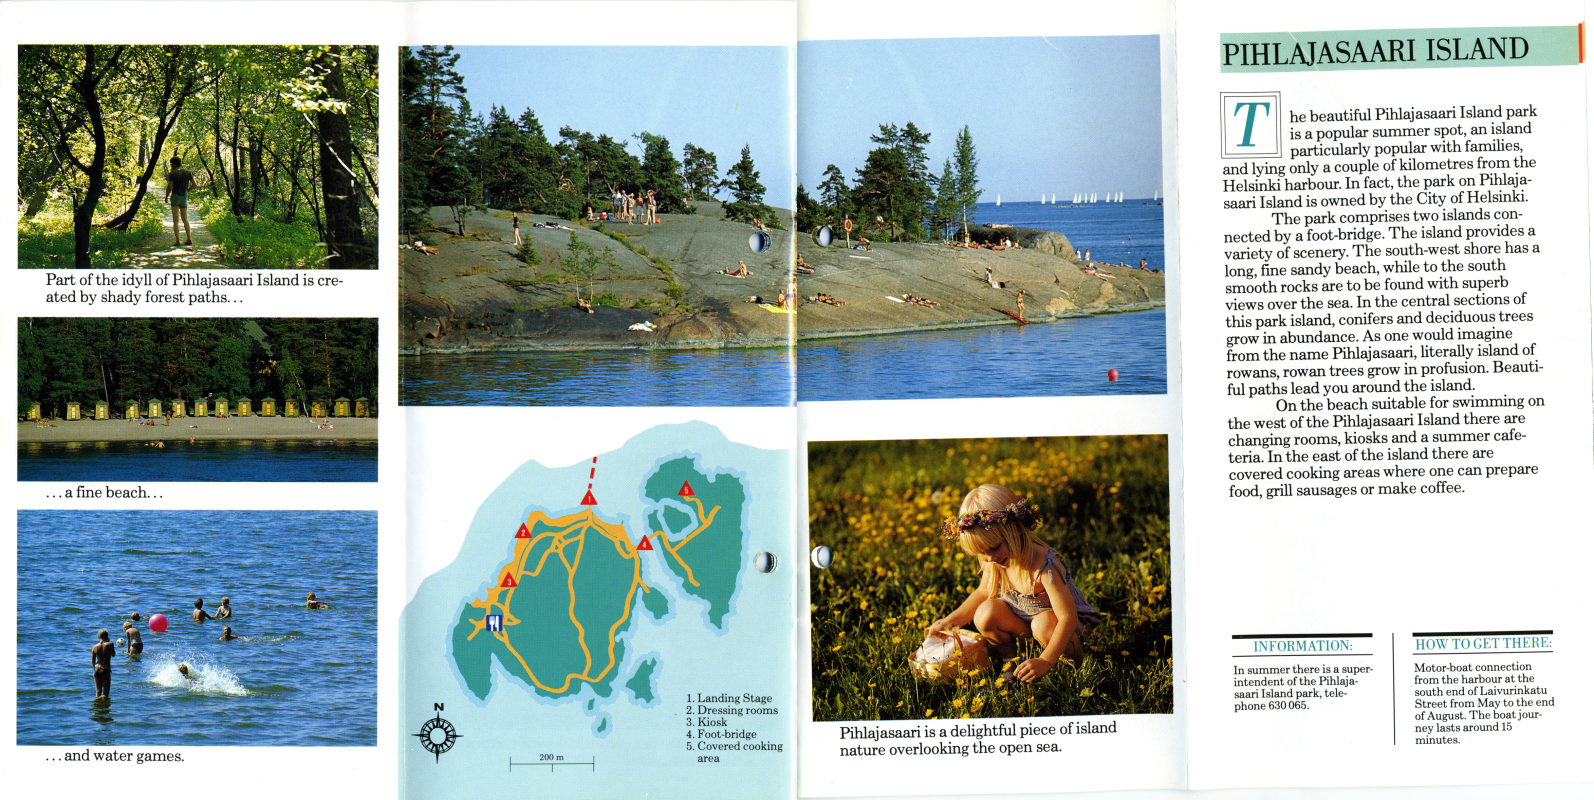 Part of the idyll of Pihlajasaari Island is cre-
ated by shady forest paths...
...a fine beach...
...and water games.
1
2
3
4
5
N
200 m
1. Landing Stage
2. Dressing rooms
3. Kiosk
4. Foot-bridge
5. Covered cooking
area
Pihlajasaari is a delightful piece of island
nature overlooking the open sea.
PIHLAJASAARI ISLAND
The beautiful Pihlajasaari Island park
is a popular summer spot, an island
particularly popular with families,
and lying only a couple of kilometres from the
Helsinki harbour. In fact, the park on Pihlaja-
saari Island is owned by the City of Helsinki.
The park comprises two islands con-
nected by a foot-bridge. The island provides a
variety of scenery. The south-west shore has a
long, fine sandy beach, while to the south
smooth rocks are to be found with superb
views over the sea. In the central sections of
this park island, conifers and deciduous trees
grow in abundance. As one would imagine
from the name Pihlajasaari, literally island of
rowans, rowan trees grow in profusion. Beauti-
ful paths lead you around the island.
On the beach suitable for swimming on
the west of the Pihlajasaari Island there are
changing rooms, kiosks and a summer cafe-
teria. In the east of the island there are
covered cooking areas where one can prepare
food, grill sausages or make coffee.
INFORMATION:
In summer there is a super-
intendent of the Pihlaja-
saari Island park, tele-
phone 630 065.
HOW TO GET THERE:
Motor-boat connection
from the harbour at the
south end of Laivurinkatu
Street from May to the end
of August. The boat jour-
ney lasts around 15
minutes.